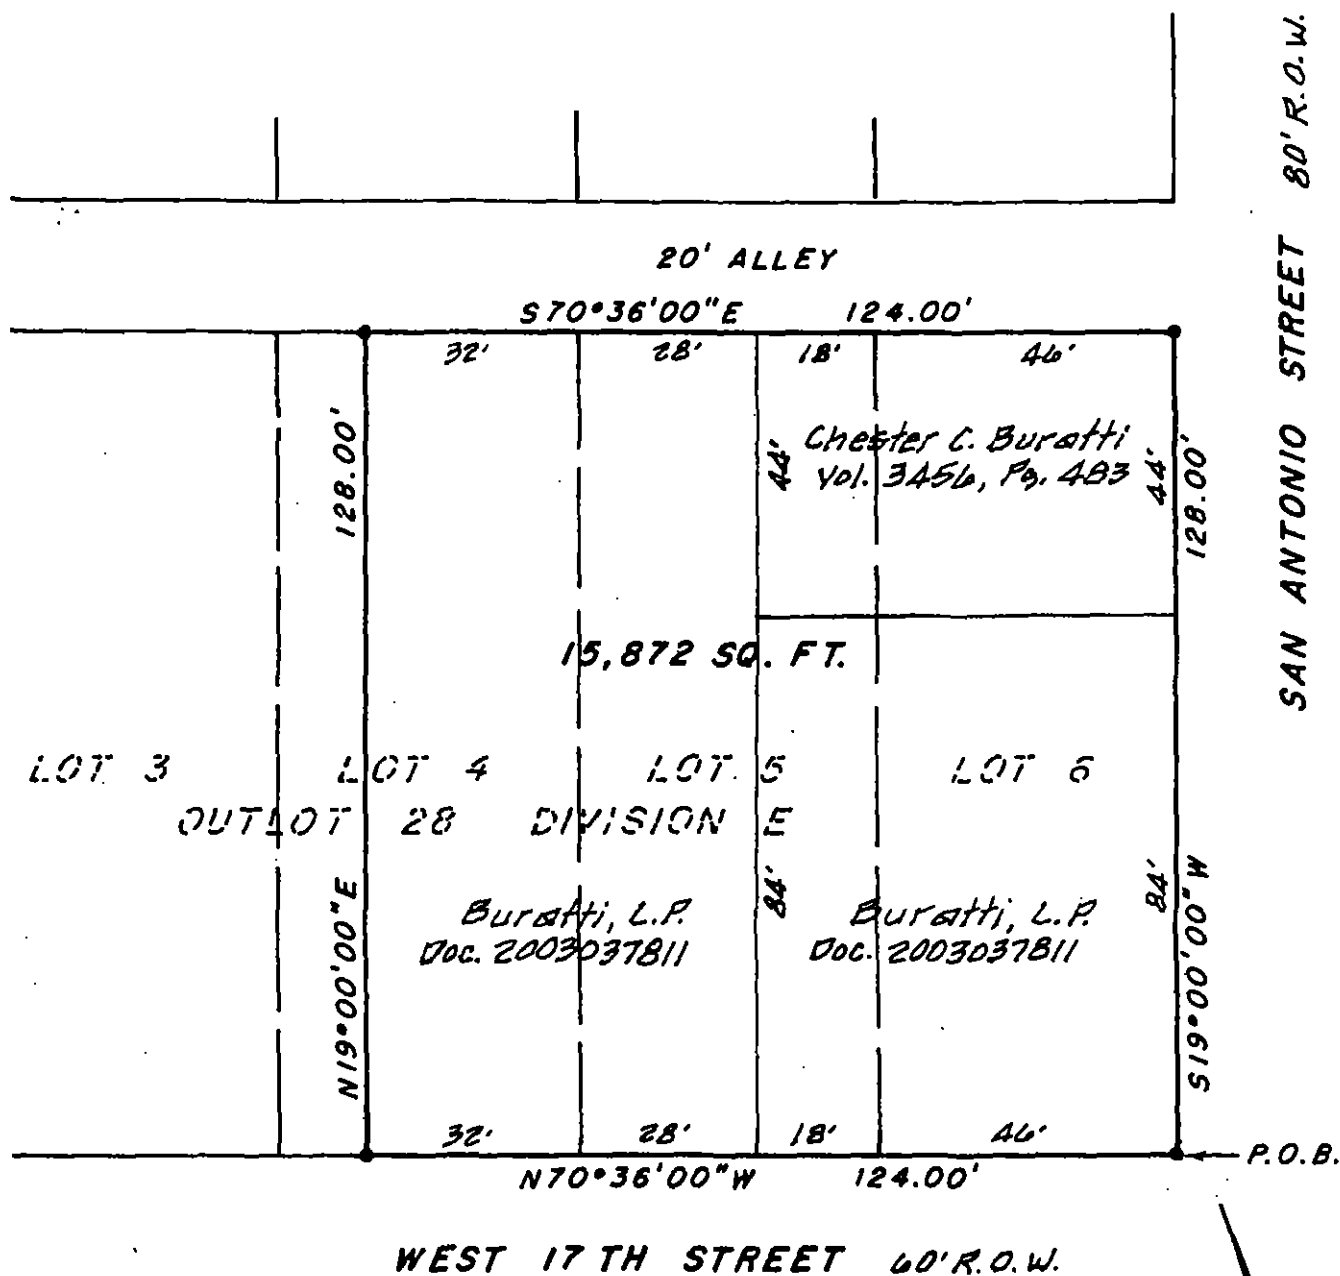 SAN ANTONIO STREET 80' R.O.W.
20' ALLEY
S70°36'00"E 124.00'
32' 28' 18' 46'
128.00'
44'
Chester C. Buratti
Vol. 3456, Pg. 483
44'
128.00'
15,872 SQ. FT.
LOT 3 LOT 4 LOT 5 LOT 6
OUTLOT 28 DIVISION E
N19°00'00"E
Buratti, L.P.
Doc. 2003037811
84'
Buratti, L.P.
Doc. 2003037811
84'
S19°00'00"W
32' 28' 18' 46'
P.O.B.
N70°36'00"W 124.00'
WEST 17TH STREET 60' R.O.W.